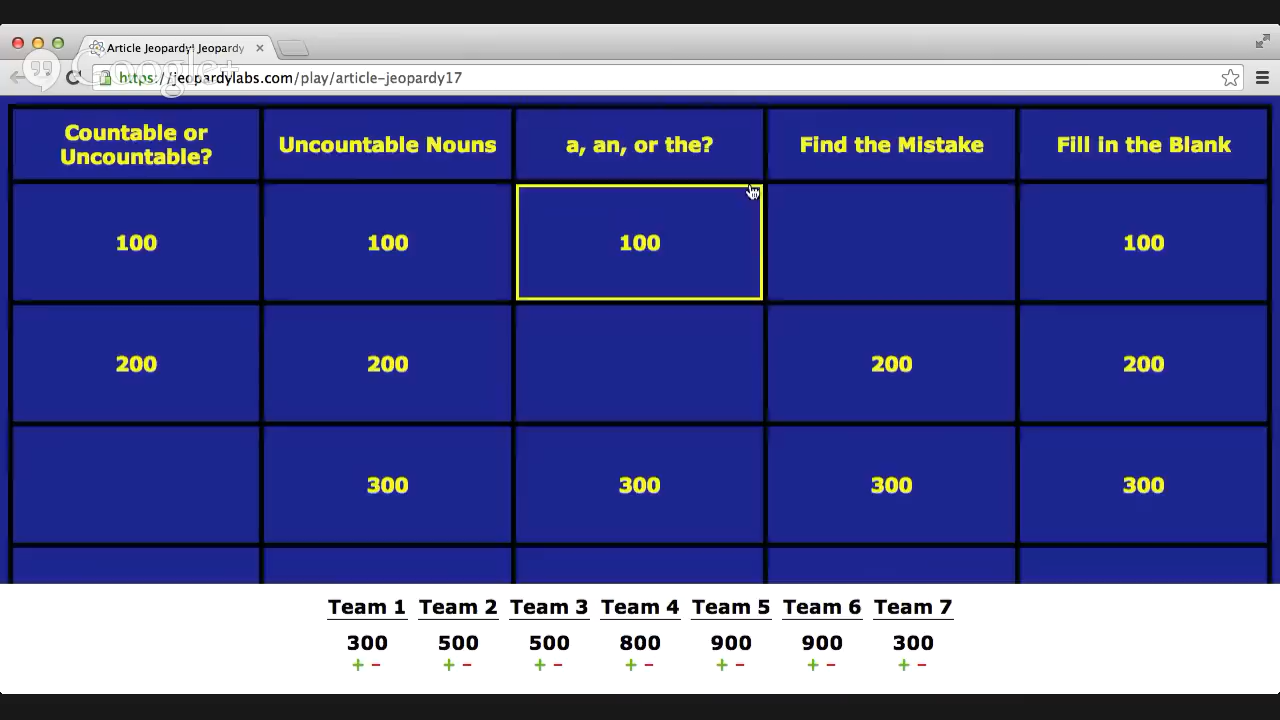 Article Jeopardy! Jeopardy
Google+
https://jeopardylabs.com/play/article-jeopardy17
Countable or Uncountable?
Uncountable Nouns
a, an, or the?
Find the Mistake
Fill in the Blank
100 100 100 100
200 200 200 200
300 300 300 300
Team 1 Team 2 Team 3 Team 4 Team 5 Team 6 Team 7
300 500 500 800 900 900 300
+ − + − + − + − + − + − + −